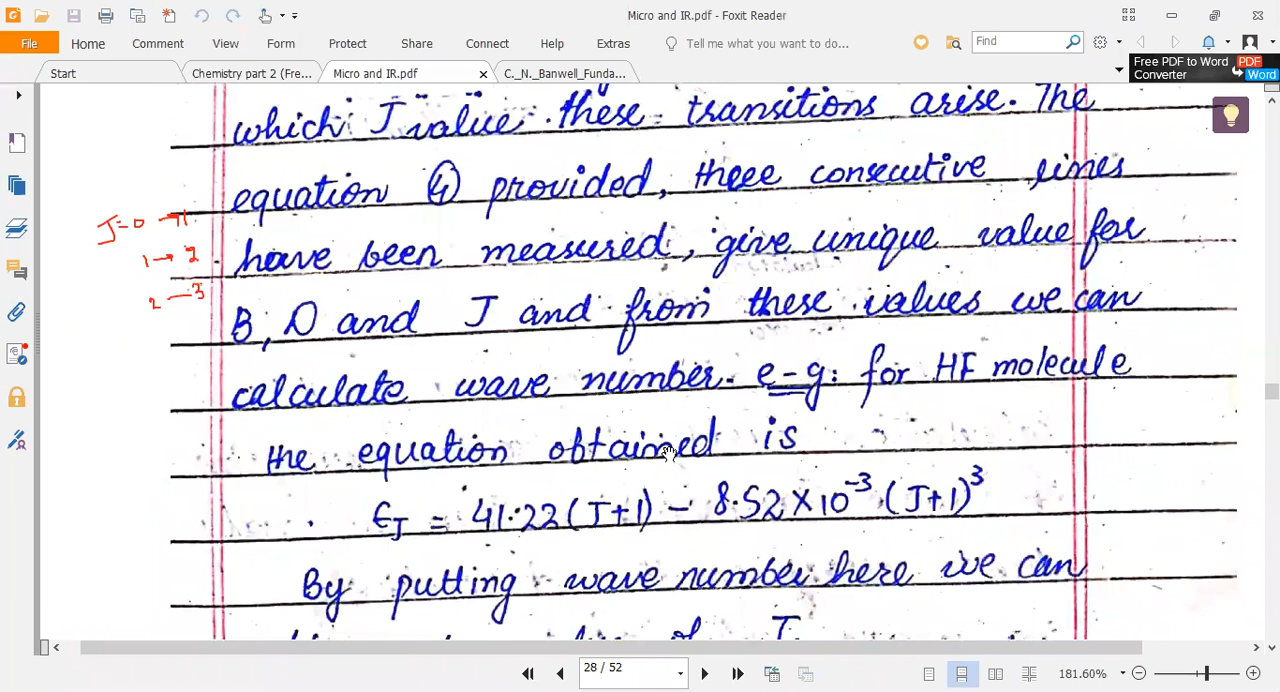 Micro and IR.pdf - Foxit Reader
File Home Comment View Form Protect Share Connect Help Extras Tell me what you want to do... Find
Free PDF to Word Converter PDF Word
Start Chemistry part 2 (Fre... Micro and IR.pdf C._N._Banwell_Funda...
which J value these transitions arise. The
equation ④ provided, three consecutive lines
J=0 → 1
have been measured, give unique value for
1 → 2
2 — 3
B, D and J and from these values we can
calculate wave number. e-g: for HF molecule
the equation obtained is
ϵJ = 41.22(J+1) - 8.52×10⁻³ (J+1)³
By putting wave number here we can
28 / 52
181.60%